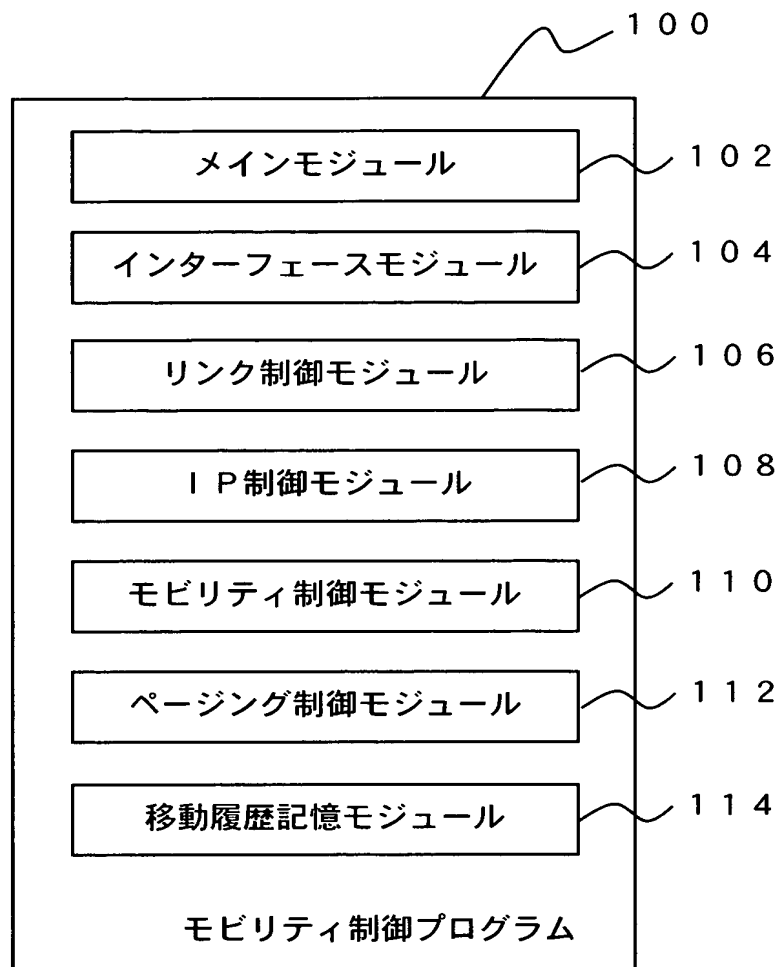 １００
メインモジュール １０２
インターフェースモジュール １０４
リンク制御モジュール １０６
ＩＰ制御モジュール １０８
モビリティ制御モジュール １１０
ページング制御モジュール １１２
移動履歴記憶モジュール １１４
モビリティ制御プログラム